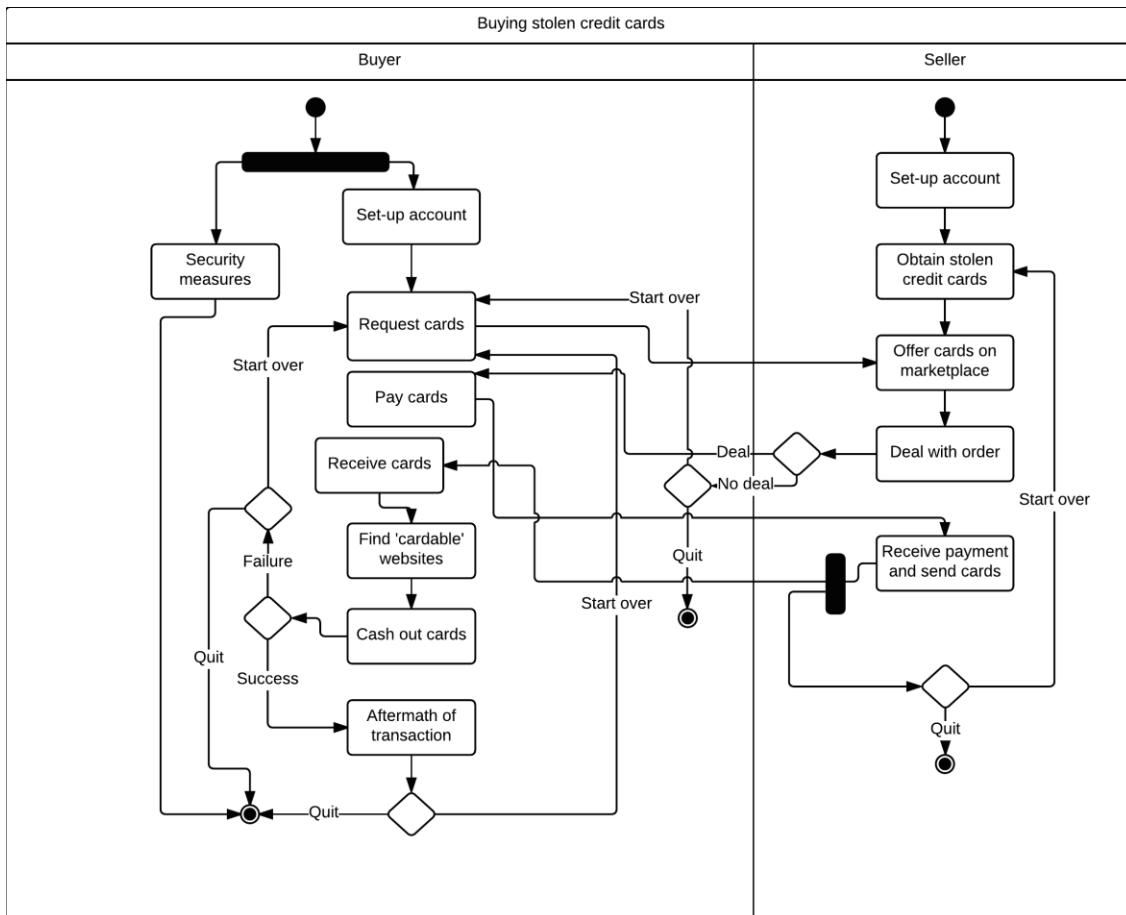 Buying stolen credit cards
Buyer
Seller
Set-up account
Set-up account
Security
measures
Obtain stolen
credit cards
Start over
Request cards
Start over
Offer cards on
marketplace
Pay cards
Deal
Deal with order
Receive cards
No deal
Start over
Find 'cardable'
websites
Quit
Receive payment
and send cards
Failure
Start over
Cash out cards
Quit
Success
Aftermath of
transaction
Quit
Quit